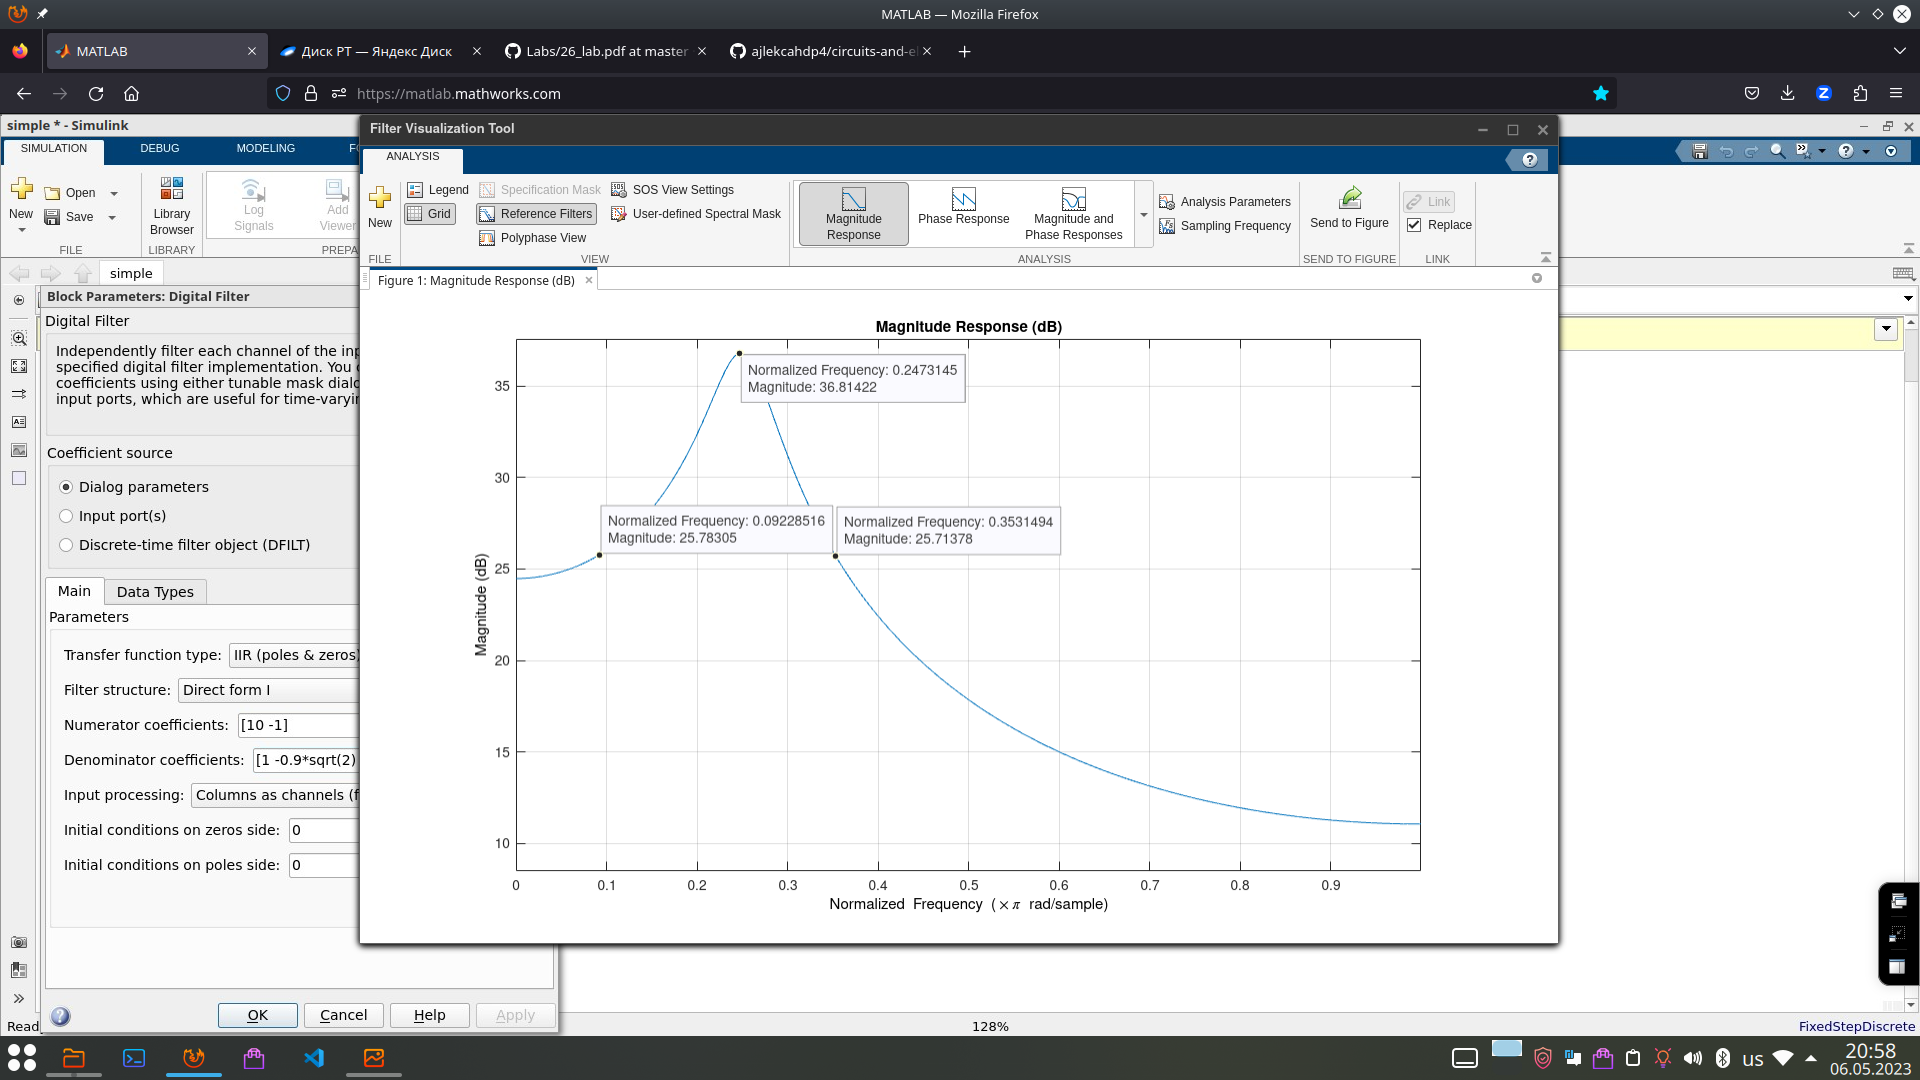 MATLAB — Mozilla Firefox
MATLAB
Диск РТ — Яндекс Диск
Labs/26_lab.pdf at master
ajlekcahdp4/circuits-and-el
https://matlab.mathworks.com
simple * - Simulink
SIMULATION
DEBUG
MODELING
FO
New
Open
Save
FILE
Library
Browser
LIBRARY
Log
Signals
Add
Viewer
PREPA
simple
Filter Visualization Tool
ANALYSIS
New
FILE
Legend
Grid
Specification Mask
Reference Filters
Polyphase View
SOS View Settings
User-defined Spectral Mask
VIEW
Magnitude
Response
Phase Response
Magnitude and
Phase Responses
Analysis Parameters
Sampling Frequency
ANALYSIS
Send to Figure
SEND TO FIGURE
Link
Replace
LINK
Figure 1: Magnitude Response (dB)
Block Parameters: Digital Filter
Digital Filter
Independently filter each channel of the inp
specified digital filter implementation. You
coefficients using either tunable mask dialo
input ports, which are useful for time-varyin
Coefficient source
Dialog parameters
Input port(s)
Discrete-time filter object (DFILT)
Main
Data Types
Parameters
Transfer function type: IIR (poles & zeros)
Filter structure: Direct form I
Numerator coefficients: [10 -1]
Denominator coefficients: [1 -0.9*sqrt(2)
Input processing: Columns as channels (f
Initial conditions on zeros side: 0
Initial conditions on poles side: 0
OK
Cancel
Help
Apply
Magnitude Response (dB)
Normalized Frequency: 0.2473145
Magnitude: 36.81422
Normalized Frequency: 0.09228516
Magnitude: 25.78305
Normalized Frequency: 0.3531494
Magnitude: 25.71378
35
30
25
20
15
10
Magnitude (dB)
0 0.1 0.2 0.3 0.4 0.5 0.6 0.7 0.8 0.9
Normalized Frequency (×π rad/sample)
Read
128%
FixedStepDiscrete
us
20:58
06.05.2023